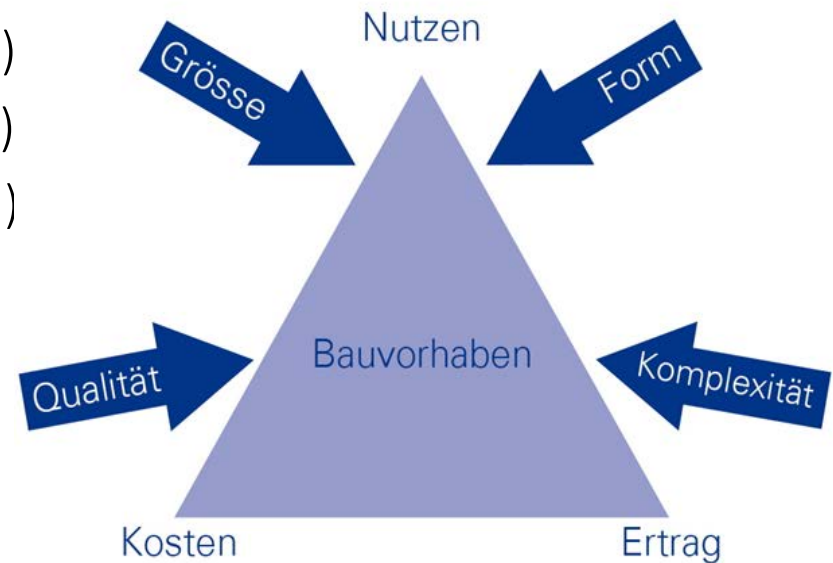 Nutzen
)
Grösse
Form
)
)
Bauvorhaben
Qualität
Komplexität
Kosten
Ertrag